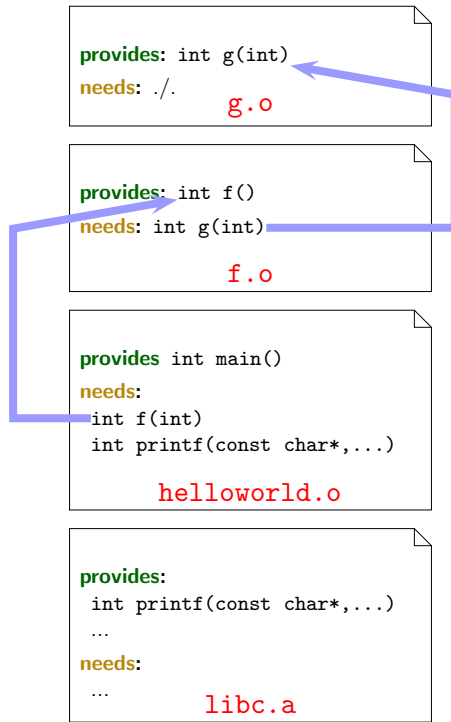 provides: int g(int)
needs: ./.
g.o
provides: int f()
needs: int g(int)
f.o
provides int main()
needs:
int f(int)
int printf(const char*,...)
helloworld.o
provides:
int printf(const char*,...)
...
needs:
...
libc.a